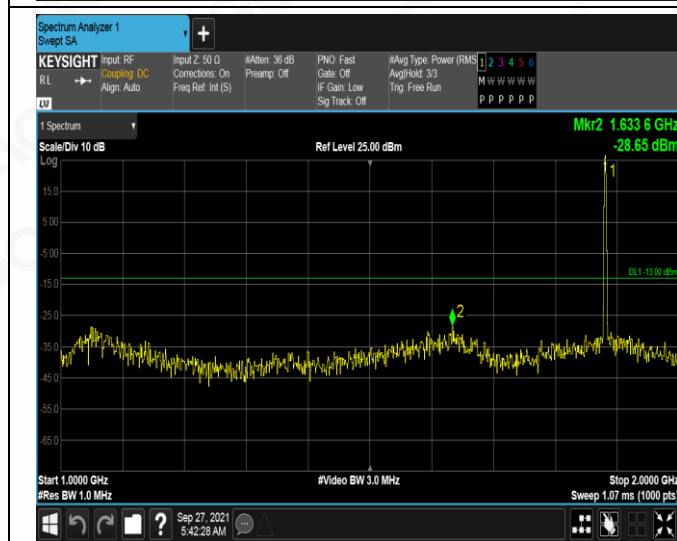 Spectrum Analyzer 1
Swept SA
+
KEYSIGHT Input: RF Input Z: 50 Ω #Atten: 36 dB PNO: Fast #Avg Type: Power (RMS 1 2 3 4 5 6
RL Coupling: DC Corrections: On Preamp: Off Gate: Off Avg|Hold: 3/3 M W W W W W
Align: Auto Freq Ref: Int (S) IF Gain: Low Trig: Free Run
LXI Sig Track: Off P P P P P P
1 Spectrum
Mkr2 1.633 6 GHz
Scale/Div 10 dB Ref Level 25.00 dBm -28.65 dBm
Log
1
15.0
5.00
-5.00
DL1 -13.00 dBm
-15.0
2
-25.0
-35.0
-45.0
-55.0
-65.0
Start 1.0000 GHz #Video BW 3.0 MHz Stop 2.0000 GHz
#Res BW 1.0 MHz Sweep 1.07 ms (1000 pts)
? Sep 27, 2021
5:42:28 AM